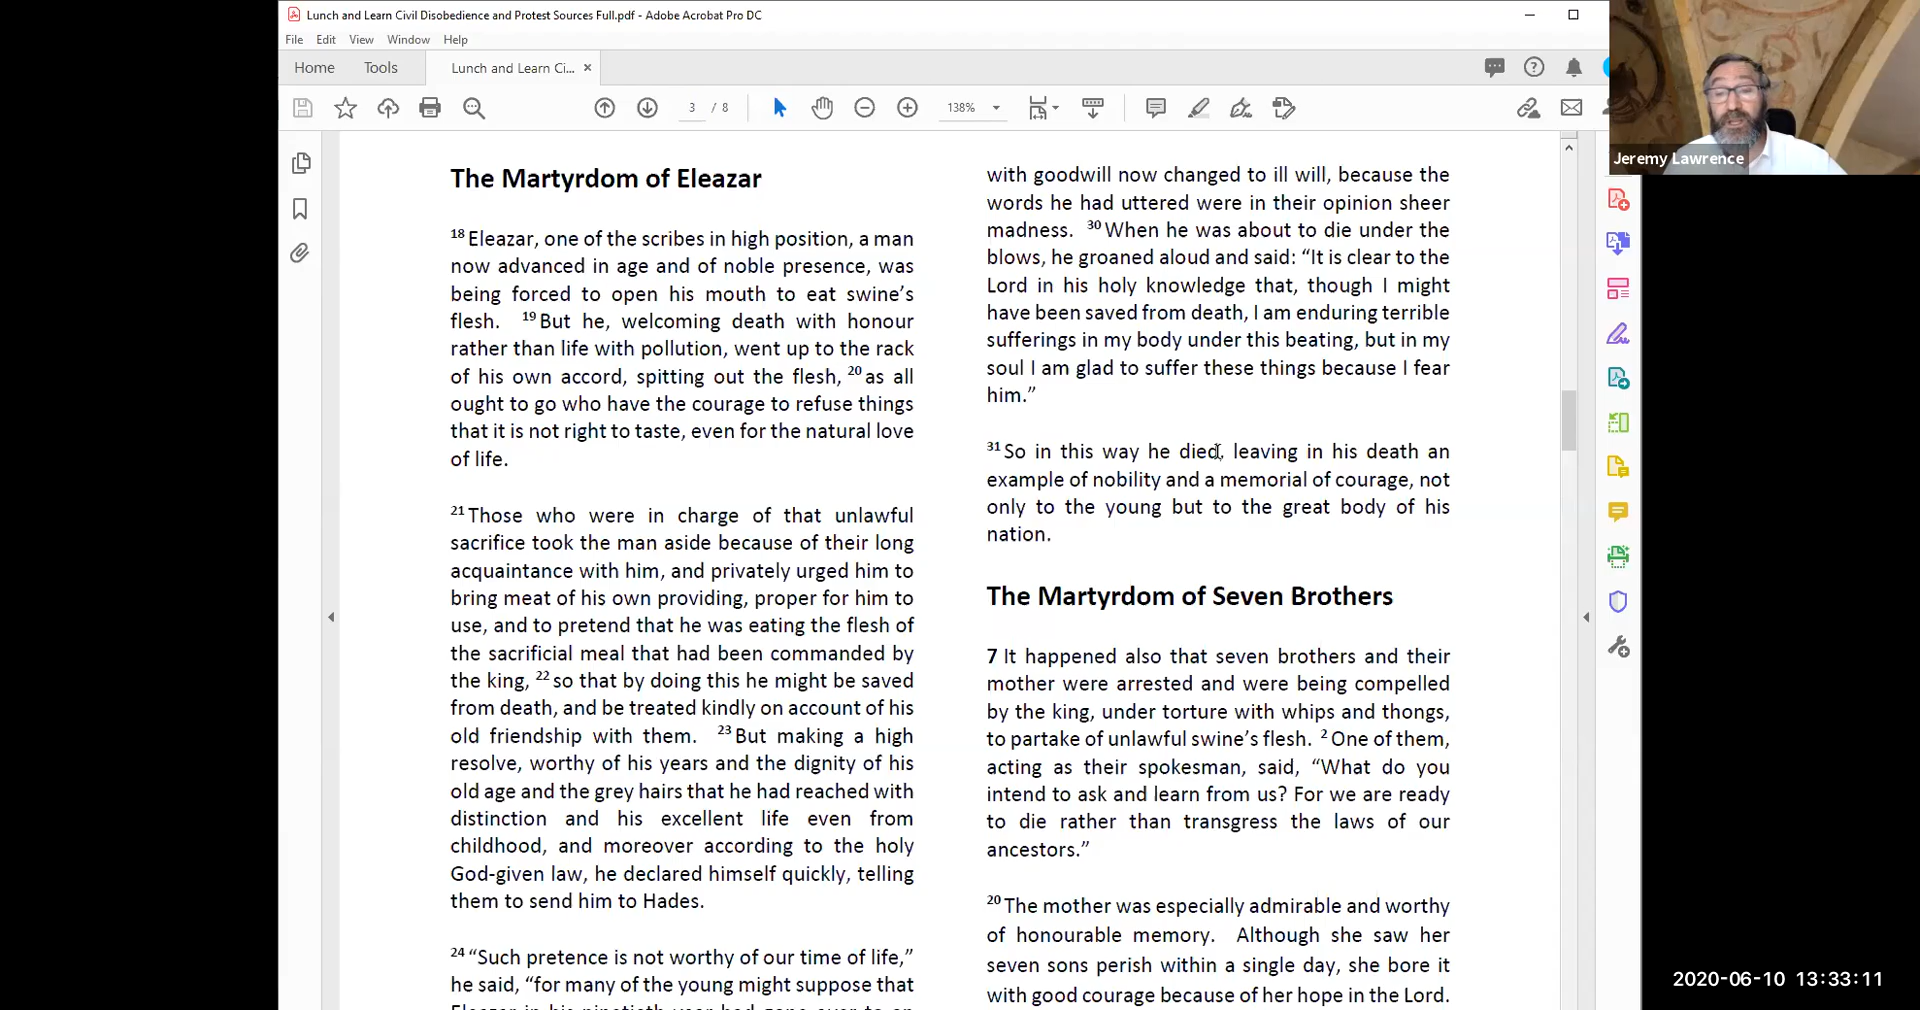 Lunch and Learn Civil Disobedience and Protest Sources Full.pdf - Adobe Acrobat Pro DC
File Edit View Window Help
Home Tools Lunch and Learn Ci... ×
3 / 8 138%
Jeremy Lawrence
The Martyrdom of Eleazar
18 Eleazar, one of the scribes in high position, a man
now advanced in age and of noble presence, was
being forced to open his mouth to eat swine’s
flesh. 19 But he, welcoming death with honour
rather than life with pollution, went up to the rack
of his own accord, spitting out the flesh, 20 as all
ought to go who have the courage to refuse things
that it is not right to taste, even for the natural love
of life.
21 Those who were in charge of that unlawful
sacrifice took the man aside because of their long
acquaintance with him, and privately urged him to
bring meat of his own providing, proper for him to
use, and to pretend that he was eating the flesh of
the sacrificial meal that had been commanded by
the king, 22 so that by doing this he might be saved
from death, and be treated kindly on account of his
old friendship with them. 23 But making a high
resolve, worthy of his years and the dignity of his
old age and the grey hairs that he had reached with
distinction and his excellent life even from
childhood, and moreover according to the holy
God-given law, he declared himself quickly, telling
them to send him to Hades.
24 “Such pretence is not worthy of our time of life,”
he said, “for many of the young might suppose that
with goodwill now changed to ill will, because the
words he had uttered were in their opinion sheer
madness. 30 When he was about to die under the
blows, he groaned aloud and said: “It is clear to the
Lord in his holy knowledge that, though I might
have been saved from death, I am enduring terrible
sufferings in my body under this beating, but in my
soul I am glad to suffer these things because I fear
him.”
31 So in this way he died, leaving in his death an
example of nobility and a memorial of courage, not
only to the young but to the great body of his
nation.
The Martyrdom of Seven Brothers
7 It happened also that seven brothers and their
mother were arrested and were being compelled
by the king, under torture with whips and thongs,
to partake of unlawful swine’s flesh. 2 One of them,
acting as their spokesman, said, “What do you
intend to ask and learn from us? For we are ready
to die rather than transgress the laws of our
ancestors.”
20 The mother was especially admirable and worthy
of honourable memory. Although she saw her
seven sons perish within a single day, she bore it
with good courage because of her hope in the Lord.
2020-06-10 13:33:11